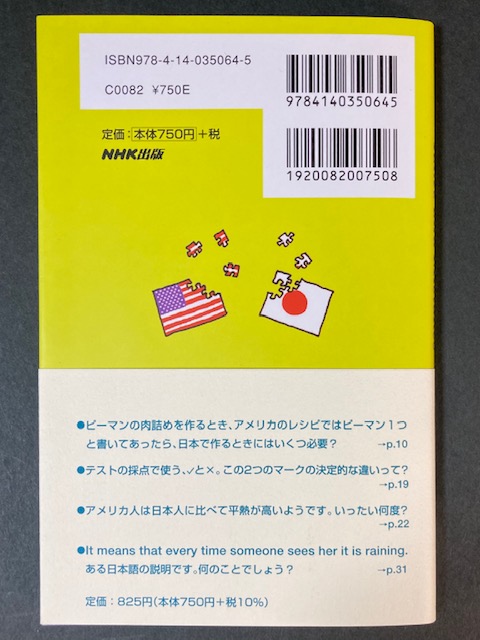 ISBN978-4-14-035064-5
C0082 ¥750E
9784140350645
定価：本体750円＋税
NHK出版
1920082007508
●ピーマンの肉詰めを作るとき、アメリカのレシピではピーマン１つ
と書いてあったら、日本で作るときにはいくつ必要？ →p.10
●テストの採点で使う、✓と×。この2つのマークの決定的な違いって？
→p.19
●アメリカ人は日本人に比べて平熱が高いようです。いったい何度？
→p.22
●It means that every time someone sees her it is raining.
ある日本語の説明です。何のことでしょう？ →p.31
定価：825円（本体750円＋税10%）